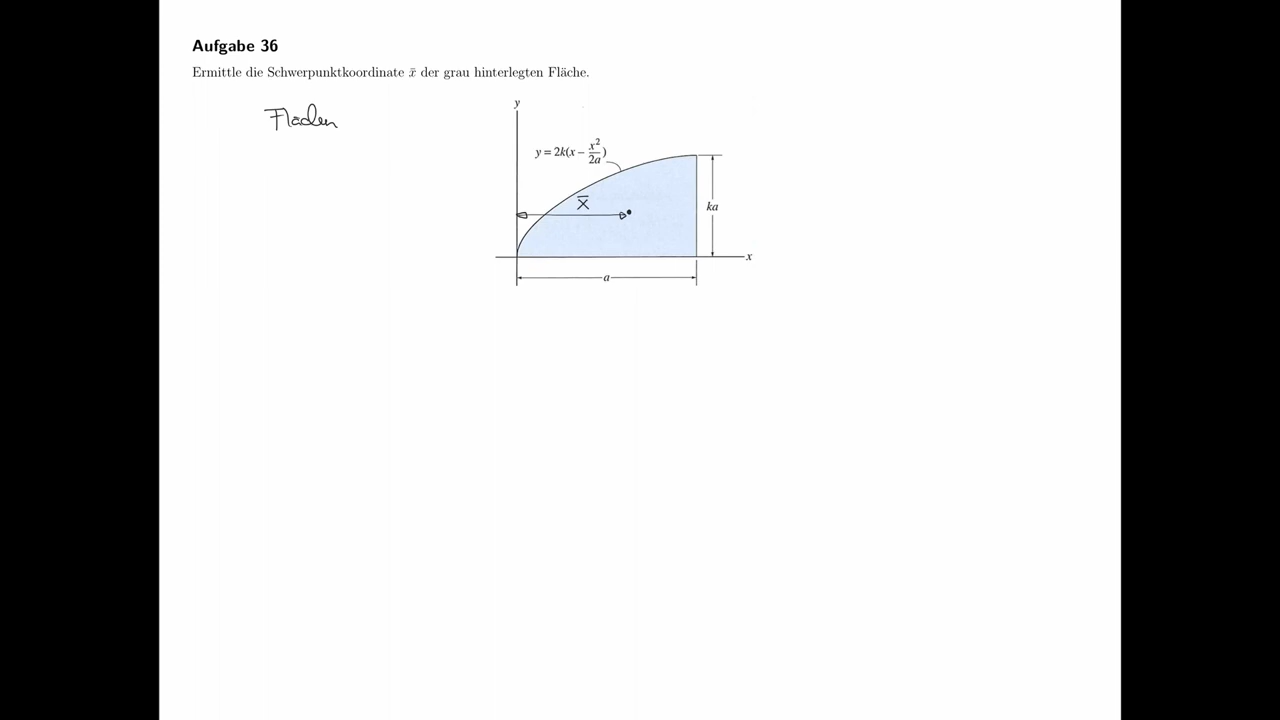 Aufgabe 36
Ermittle die Schwerpunktkoordinate x̄ der grau hinterlegten Fläche.
Flächen
y
y = 2k(x − x²/2a)
x̄
ka
x
a